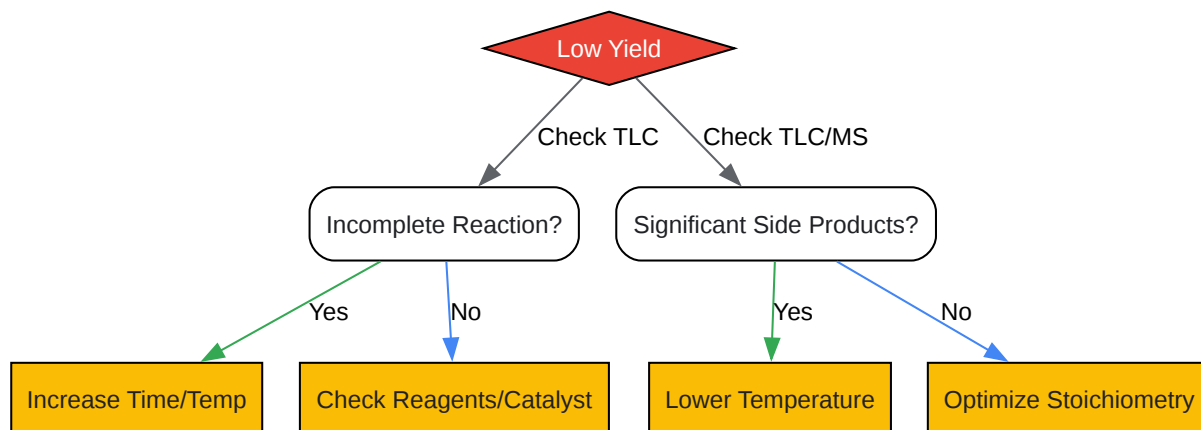 Low Yield
Check TLC
Check TLC/MS
Incomplete Reaction?
Significant Side Products?
Yes
No
Yes
No
Increase Time/Temp
Check Reagents/Catalyst
Lower Temperature
Optimize Stoichiometry